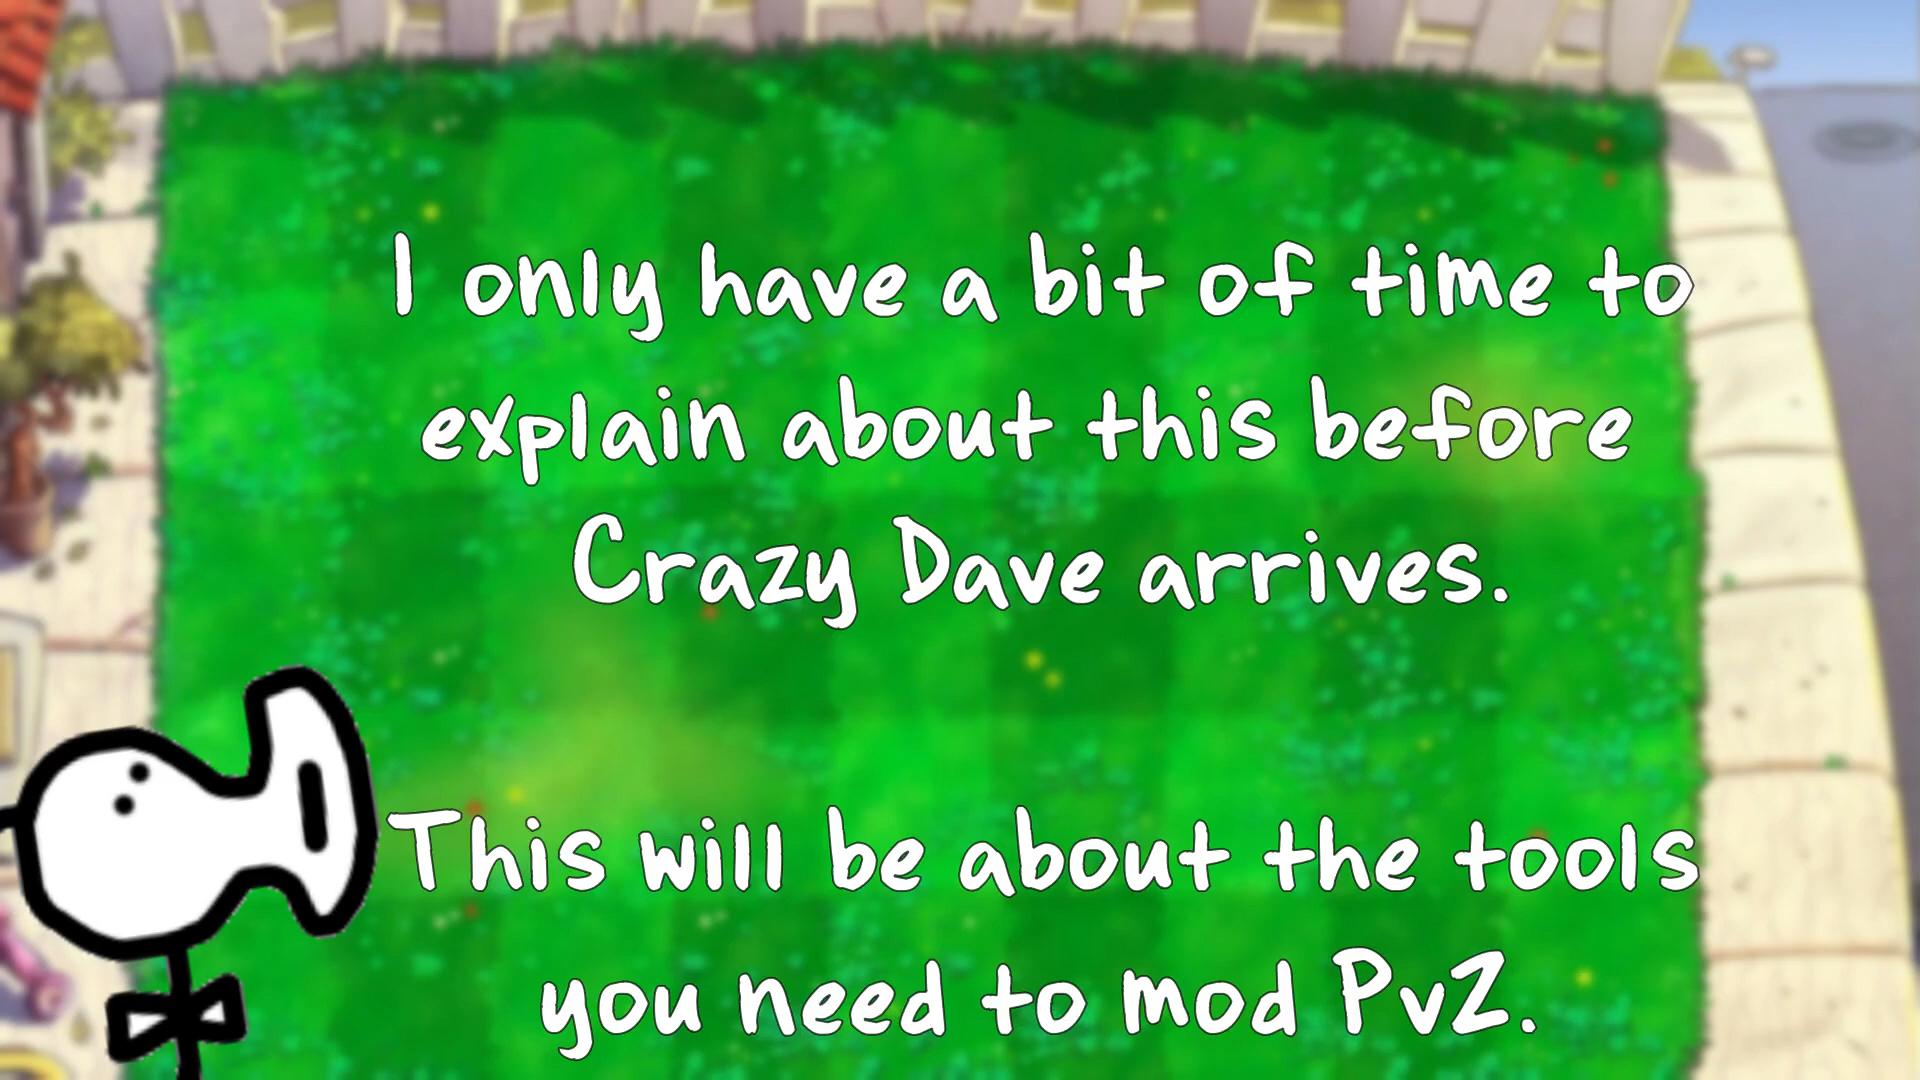 I only have a bit of time to
explain about this before
Crazy Dave arrives.
This will be about the tools
you need to mod PvZ.